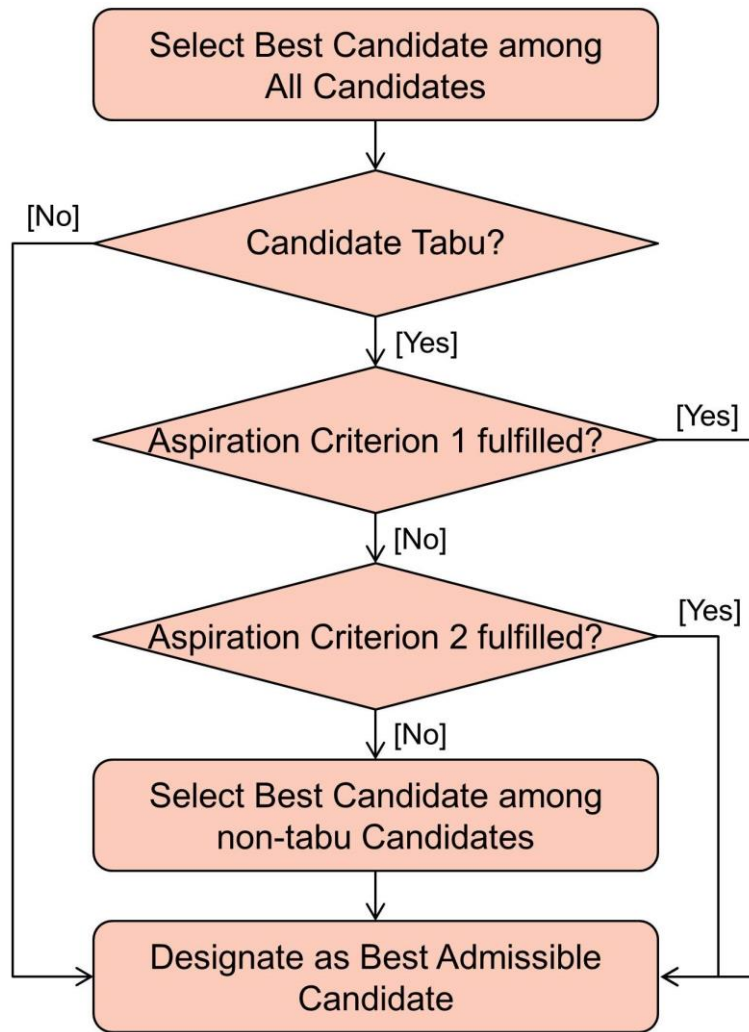 Select Best Candidate among
All Candidates
[No]
Candidate Tabu?
[Yes]
Aspiration Criterion 1 fulfilled?
[Yes]
[No]
Aspiration Criterion 2 fulfilled?
[Yes]
[No]
Select Best Candidate among
non-tabu Candidates
Designate as Best Admissible
Candidate